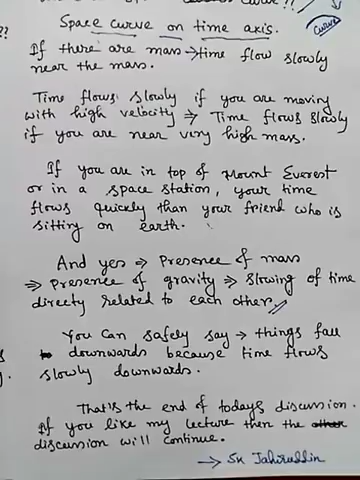 Curve
??
Space curve on time axis.
If there are mass → time flow slowly
near the mass.
Time flows slowly if you are moving
with high velocity ⇒ Time flows slowly
if you are near very high mass.
If you are in top of Mount Everest
or in a space station, your time
flows quickly than your friend who is
sitting on earth.
And yes ⇒ Presence of mass
⇒ presence of gravity ⇒ slowing of time
directy related to each other.
You can safely say → things fall
downwards because time flows
slowly downwards.
That's the end of todays discussion.
If you like my lecture then the
discussion will continue.
→ Sk Jahiruddin